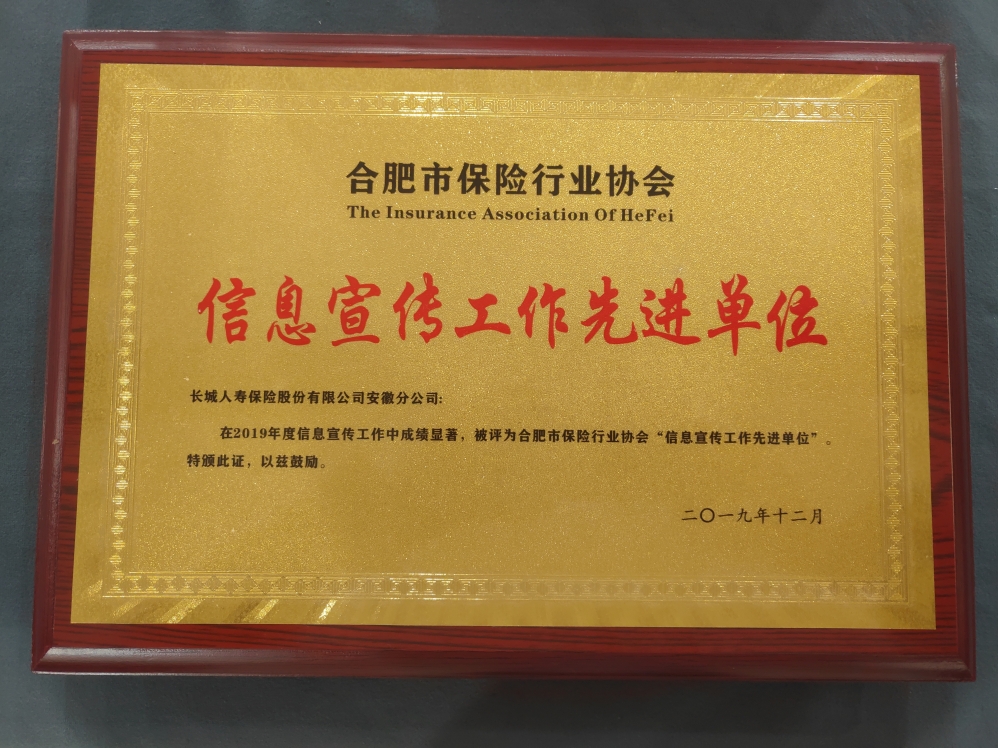 合肥市保险行业协会
The Insurance Association Of HeFei
信息宣传工作先进单位
长城人寿保险股份有限公司安徽分公司:
在2019年度信息宣传工作中成绩显著，被评为合肥市保险行业协会“信息宣传工作先进单位”。
特颁此证，以兹鼓励。
二〇一九年十二月